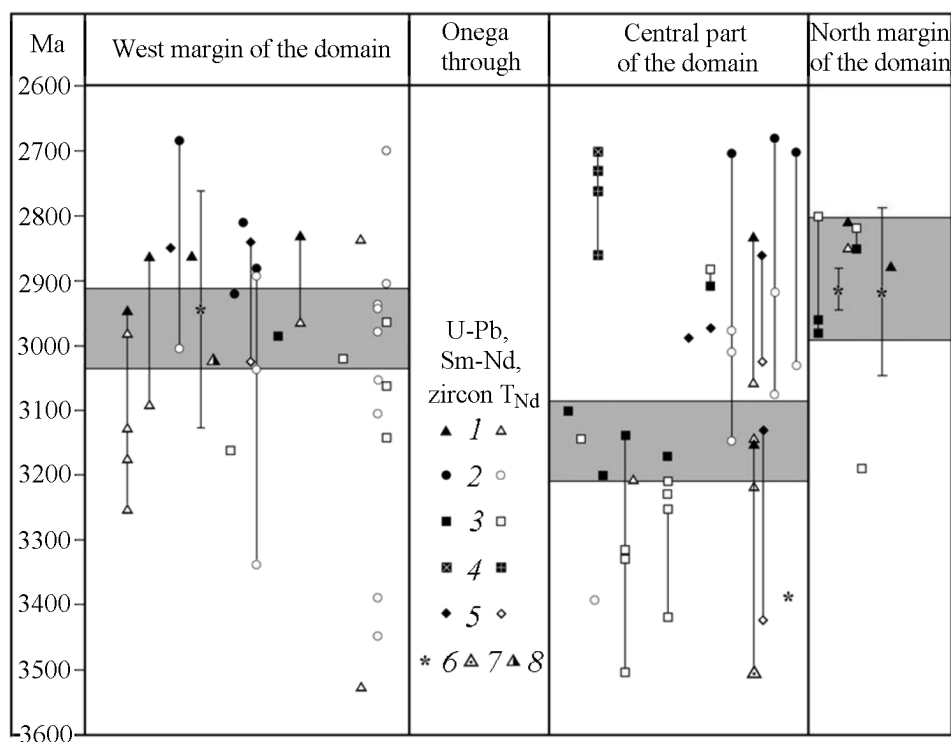 Ma
West margin of the domain
Onega
through
Central part
of the domain
North margin
of the domain
2600
2700
2800
2900
3000
3100
3200
3300
3400
3500
3600
U-Pb,
Sm-Nd,
zircon TNd
1
2
3
4
5
* 6 7 8